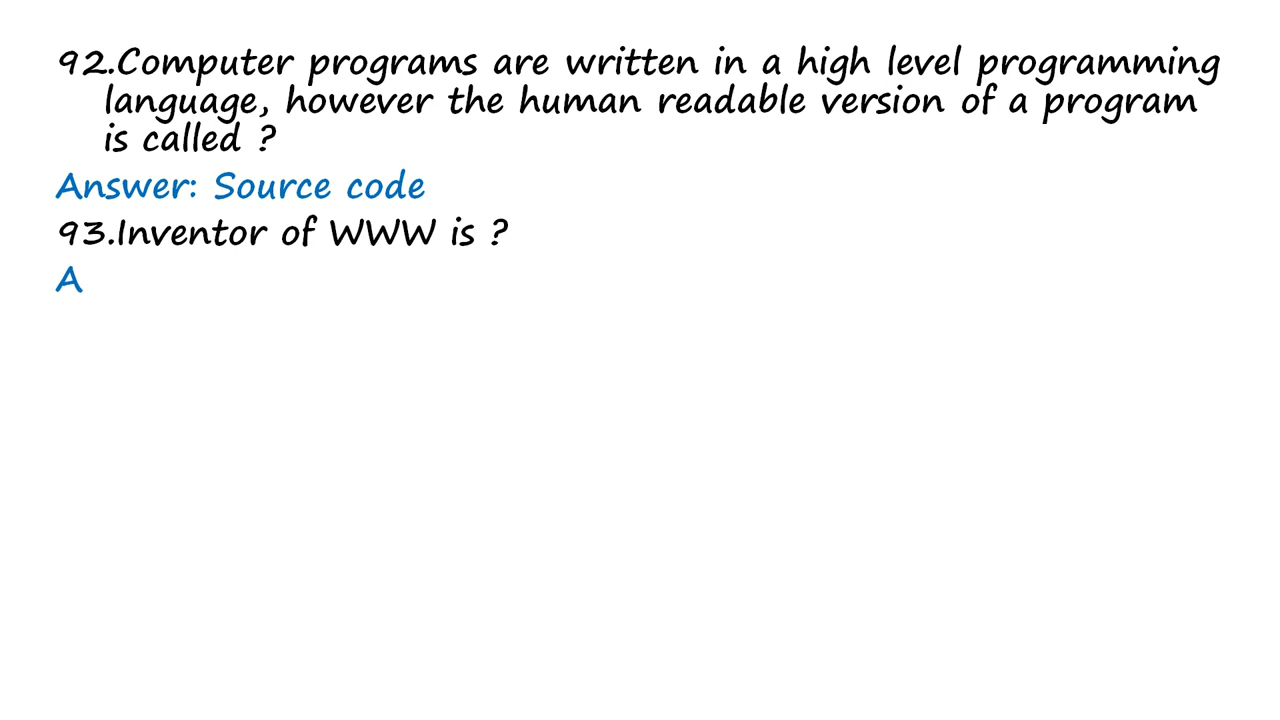 92.Computer programs are written in a high level programming
language, however the human readable version of a program
is called ?
Answer: Source code
93.Inventor of WWW is ?
A